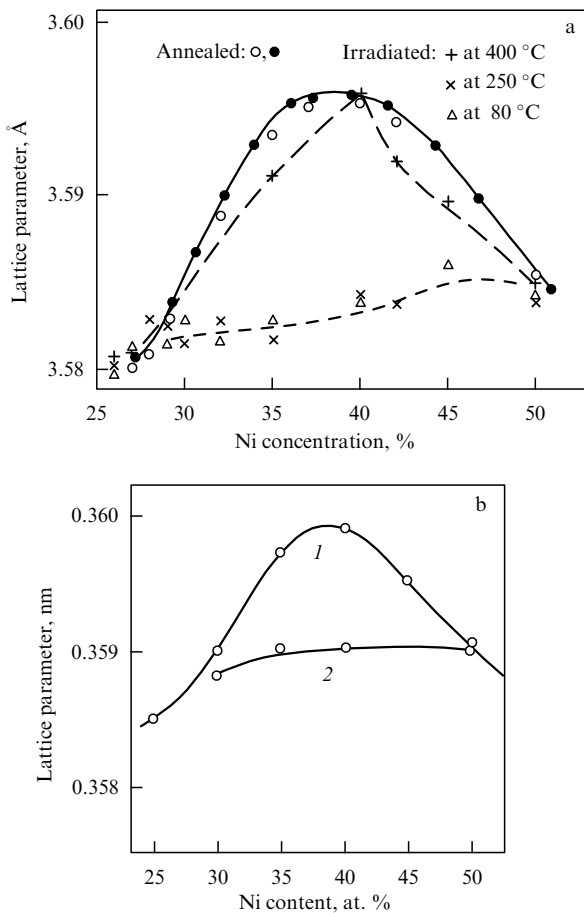 3.60
a
Annealed: ○,●
Irradiated: + at 400 °C
× at 250 °C
△ at 80 °C
Lattice parameter, Å
3.59
3.58
25 30 35 40 45 50
Ni concentration, %
b
0.360
1
Lattice parameter, nm
0.359
2
0.358
25 30 35 40 45 50
Ni content, at. %